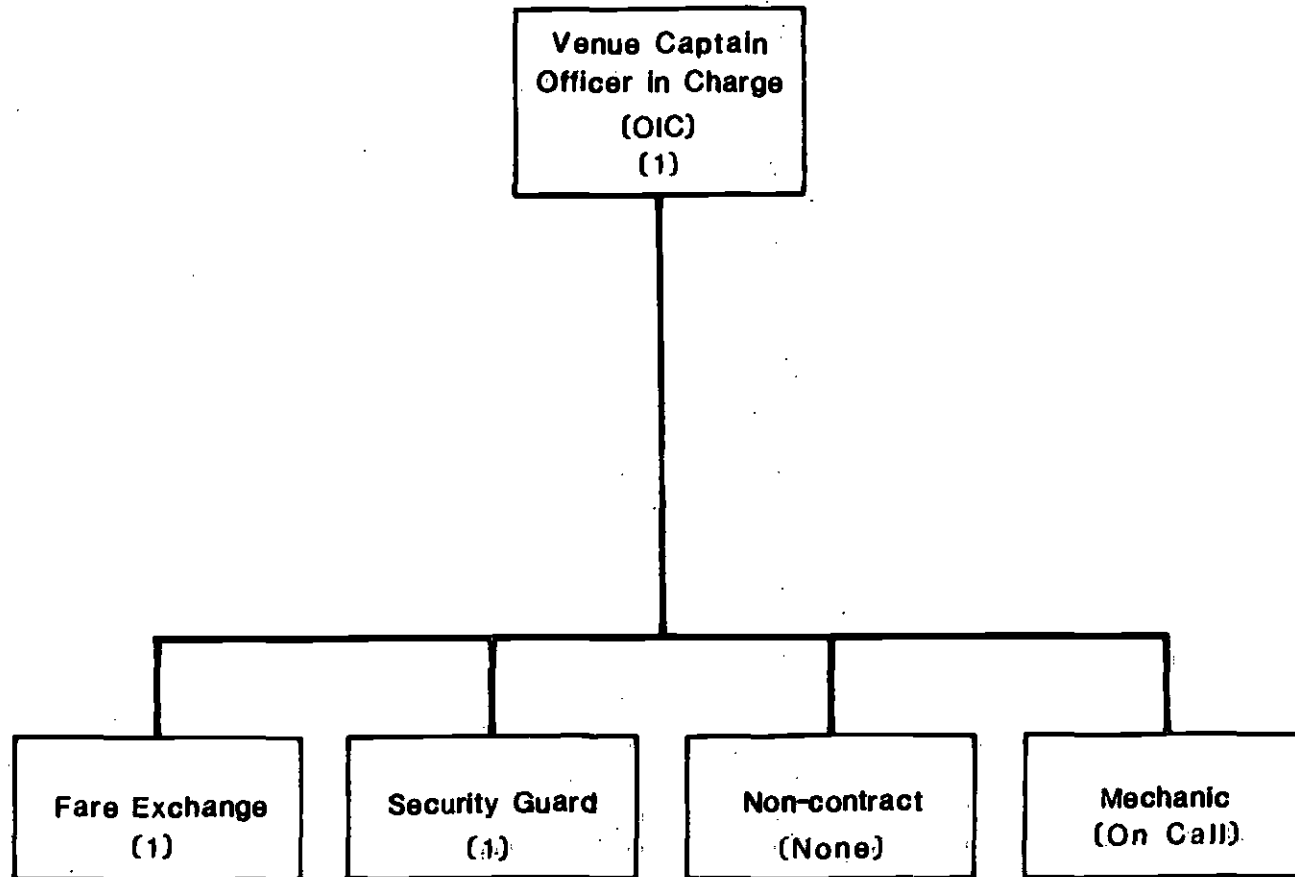 Venue Captain
Officer in Charge
(OIC)
(1)
Fare Exchange
(1)
Security Guard
(1)
Non-contract
(None)
Mechanic
(On Call)